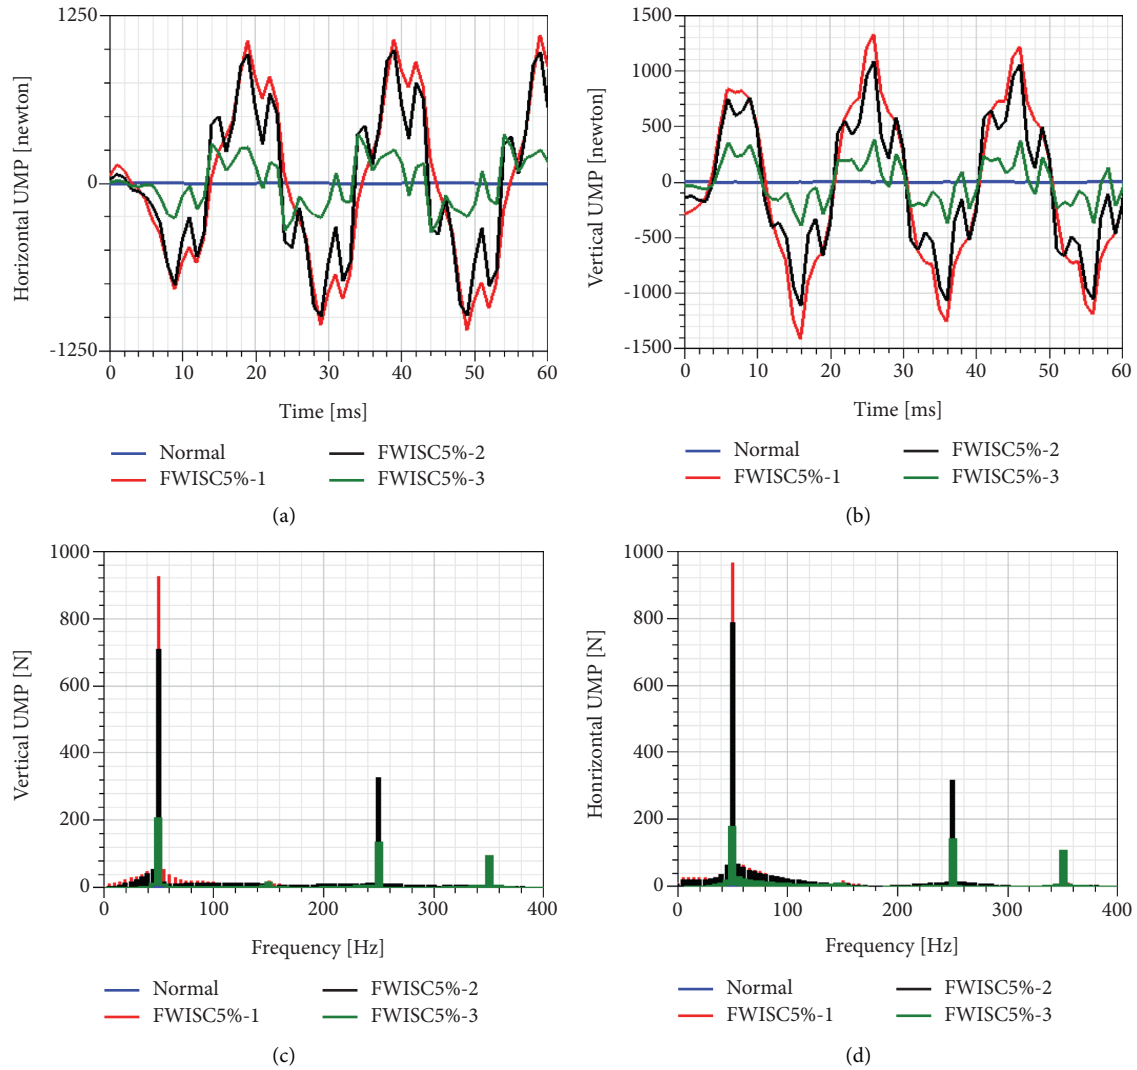 1250
0
-1250
Horizontal UMP [newton]
0 10 20 30 40 50 60
Time [ms]
Normal FWISC5%-2
FWISC5%-1 FWISC5%-3
(a)
1500
1000
500
0
-500
-1000
-1500
Vertical UMP [newton]
0 10 20 30 40 50 60
Time [ms]
Normal FWISC5%-2
FWISC5%-1 FWISC5%-3
(b)
1000
800
600
400
200
0
Vertical UMP [N]
0 100 200 300 400
Frequency [Hz]
Normal FWISC5%-2
FWISC5%-1 FWISC5%-3
(c)
1000
800
600
400
200
0
Honrizontal UMP [N]
0 100 200 300 400
Frequency [Hz]
Normal FWISC5%-2
FWISC5%-1 FWISC5%-3
(d)